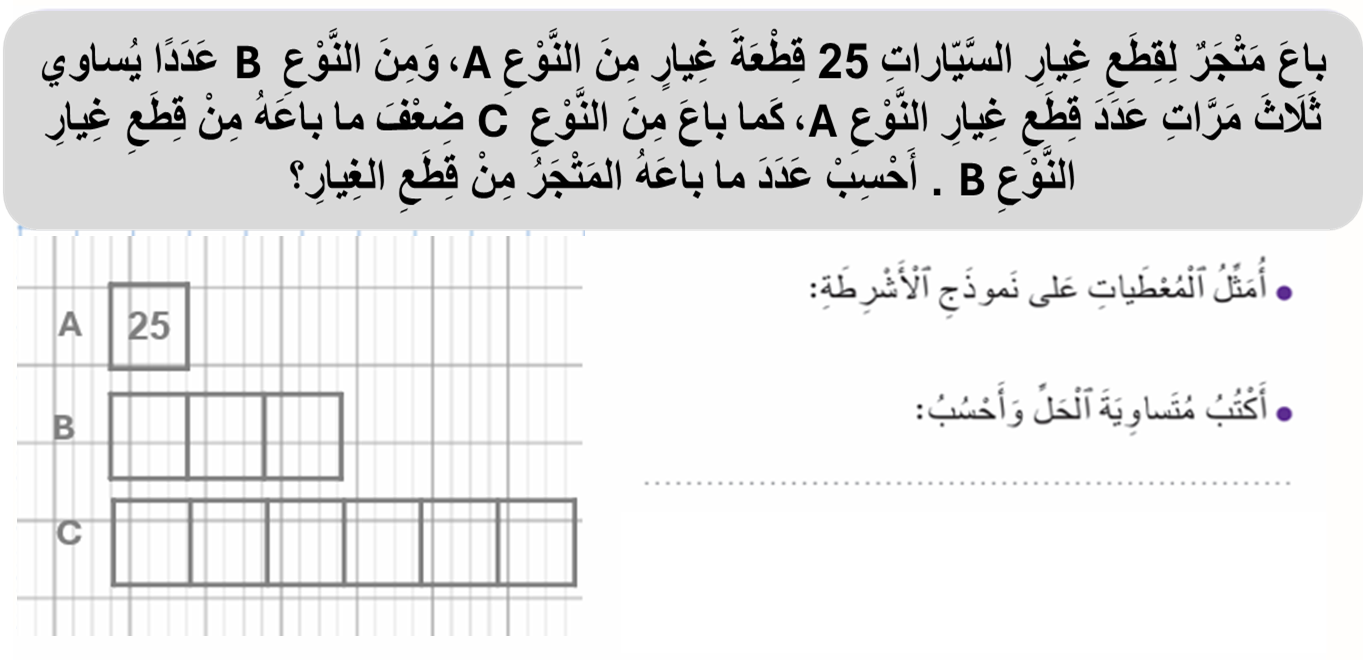 باعَ مَتْجَرٌ لِقِطَعِ غِيارِ السَّيّاراتِ 25 قِطْعَةَ غِيارٍ مِنَ النَّوْعِ A، وَمِنَ النَّوْعِ B عَدَدًا يُساوي
ثَلَاثَ مَرَّاتِ عَدَدَ قِطَعِ غِيارِ النَّوْعِ A، كَما باعَ مِنَ النَّوْعِ C ضِعْفَ ما باعَهُ مِنْ قِطَعِ غِيارِ
النَّوْعِ B . أَحْسِبْ عَدَدَ ما باعَهُ المَتْجَرُ مِنْ قِطَعِ الغِيارِ؟
• أُمَثِّلُ ٱلْمُعْطَياتِ عَلى نَموذَجِ ٱلْأَشْرِطَةِ:
• أَكْتُبُ مُتَساوِيَةَ ٱلْحَلِّ وَأَحْسُبُ:
A 25
B
C